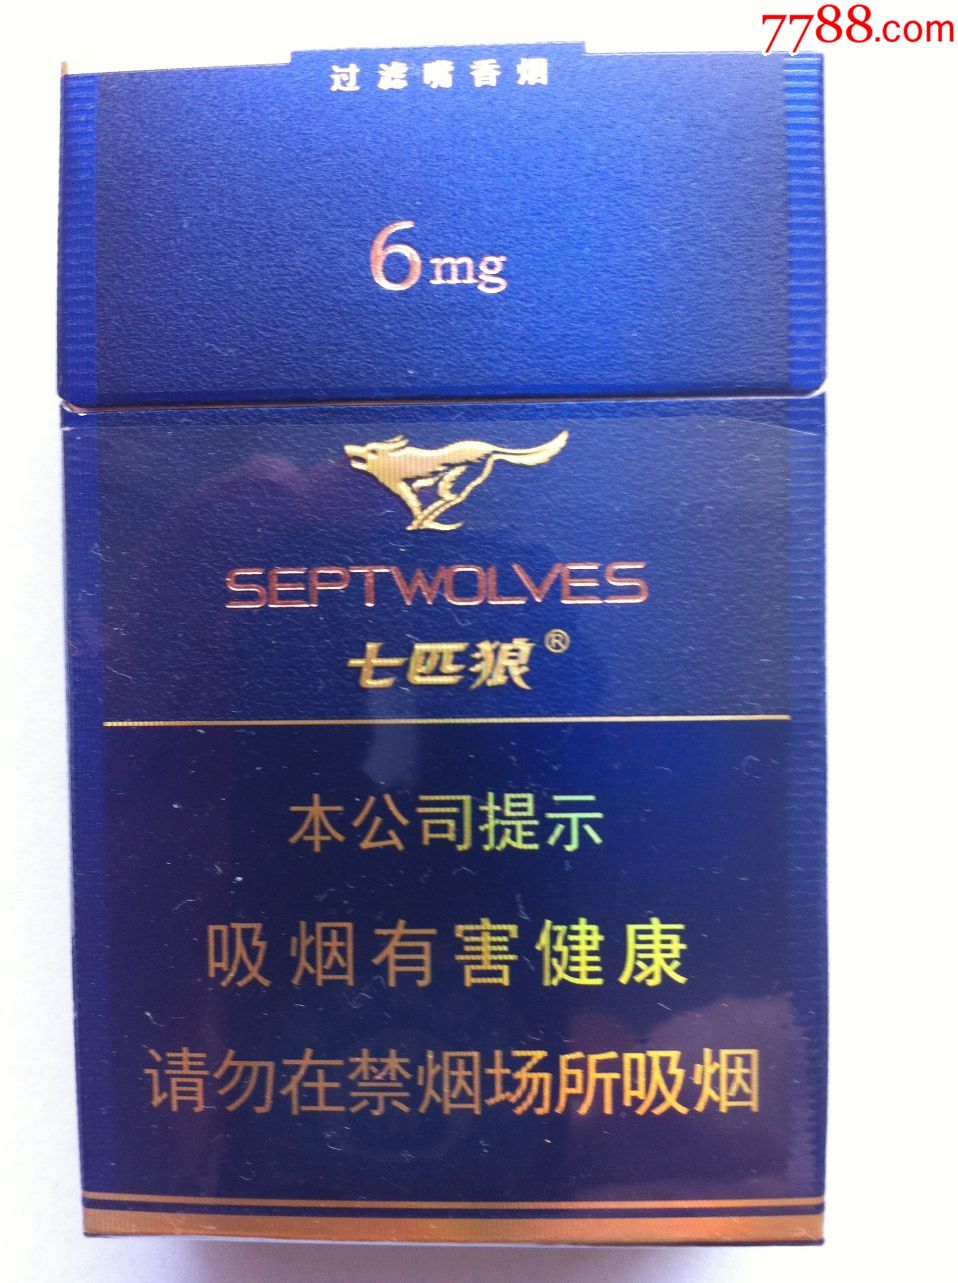 7788.com
过滤嘴香烟
6mg
SEPTWOLVES
七匹狼®
本公司提示
吸烟有害健康
请勿在禁烟场所吸烟